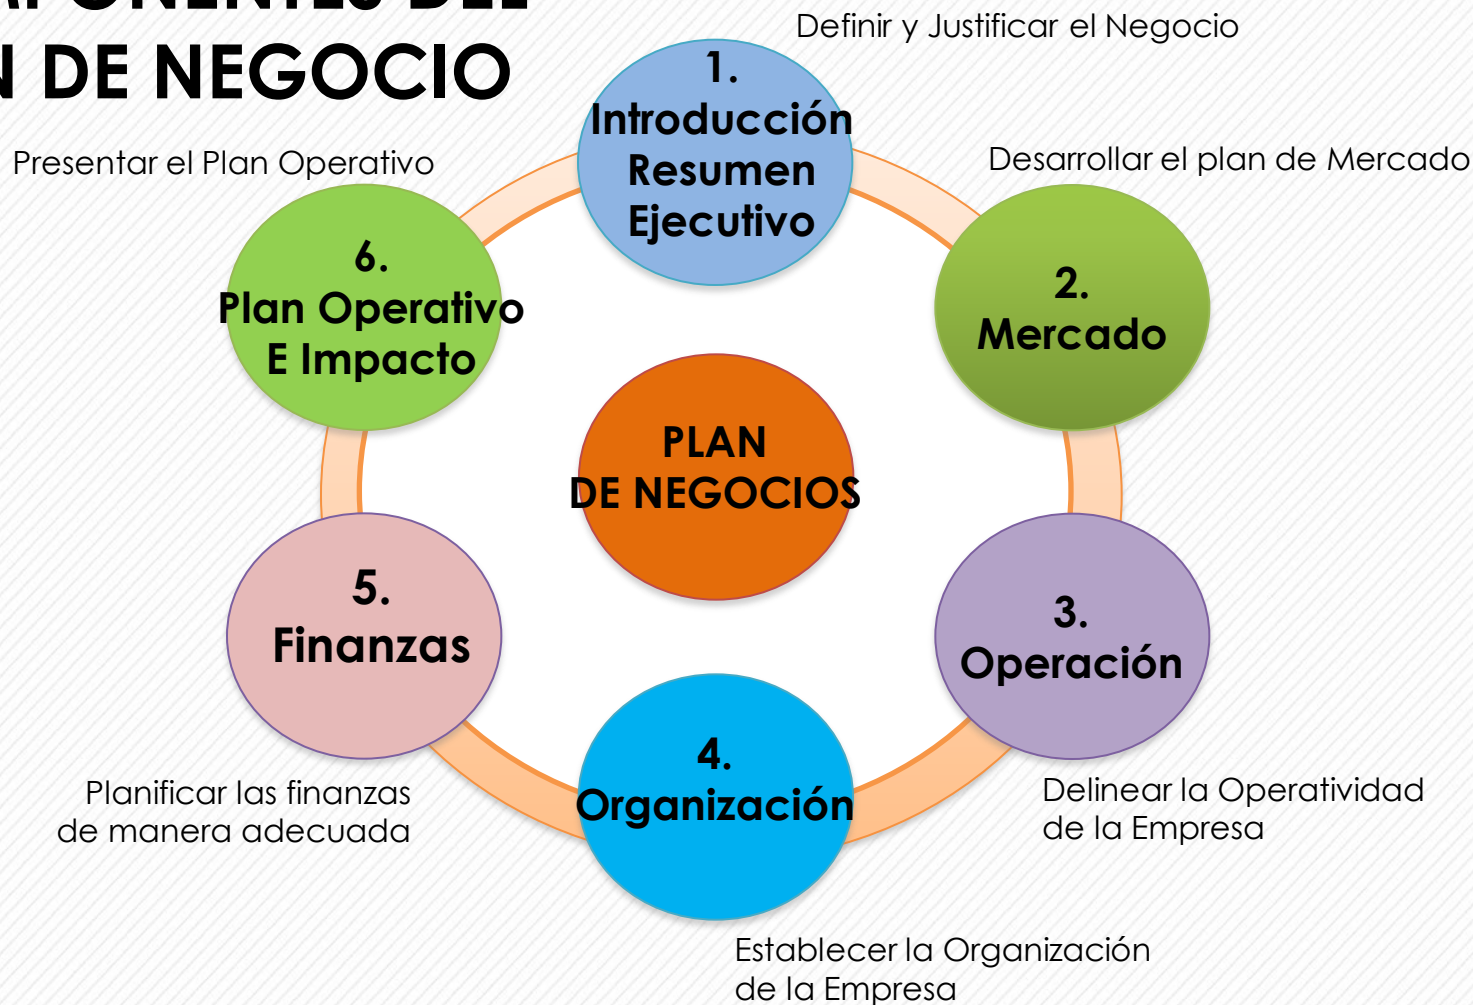 PONENTES DEL
N DE NEGOCIO
Definir y Justificar el Negocio
1.
Introducción
Resumen
Ejecutivo
Desarrollar el plan de Mercado
2.
Mercado
3.
Operación
Delinear la Operatividad
de la Empresa
4.
Organización
Establecer la Organización
de la Empresa
5.
Finanzas
Planificar las finanzas
de manera adecuada
Presentar el Plan Operativo
6.
Plan Operativo
E Impacto
PLAN
DE NEGOCIOS